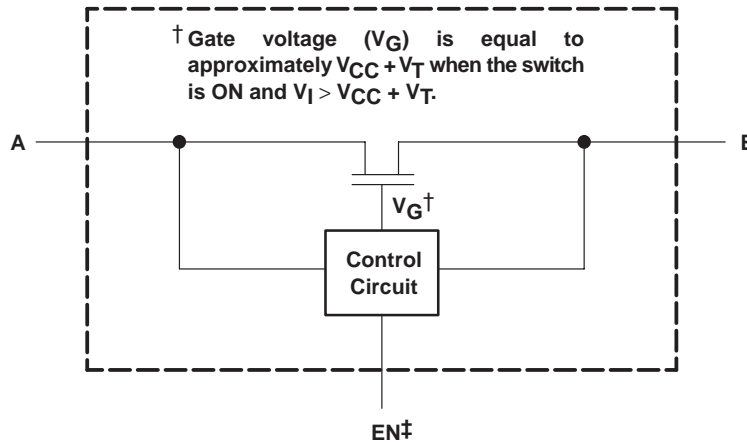 † Gate voltage (VG) is equal to
approximately VCC + VT when the switch
is ON and VI > VCC + VT.
A
VG†
Control
Circuit
EN‡